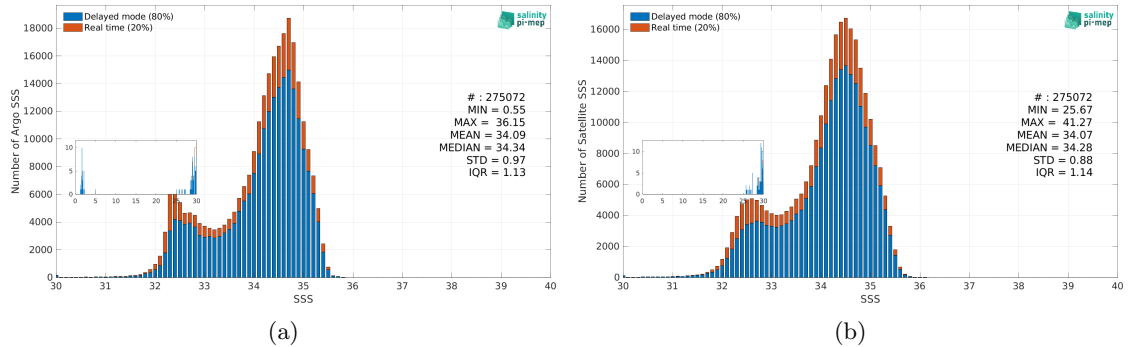 Delayed mode (80%)
Real time (20%)
salinity
pi-mep
18000
16000
14000
12000
10000
8000
6000
4000
2000
0
Number of Argo SSS
# : 275072
MIN = 0.55
MAX = 36.15
MEAN = 34.09
MEDIAN = 34.34
STD = 0.97
IQR = 1.13
10
5
0
0 5 10 15 20 25 30
30 31 32 33 34 35 36 37 38 39 40
SSS
(a)
Delayed mode (80%)
Real time (20%)
salinity
pi-mep
16000
14000
12000
10000
8000
6000
4000
2000
0
Number of Satellite SSS
# : 275072
MIN = 25.67
MAX = 41.27
MEAN = 34.07
MEDIAN = 34.28
STD = 0.88
IQR = 1.14
10
5
0
0 5 10 15 20 25 30
30 31 32 33 34 35 36 37 38 39 40
SSS
(b)